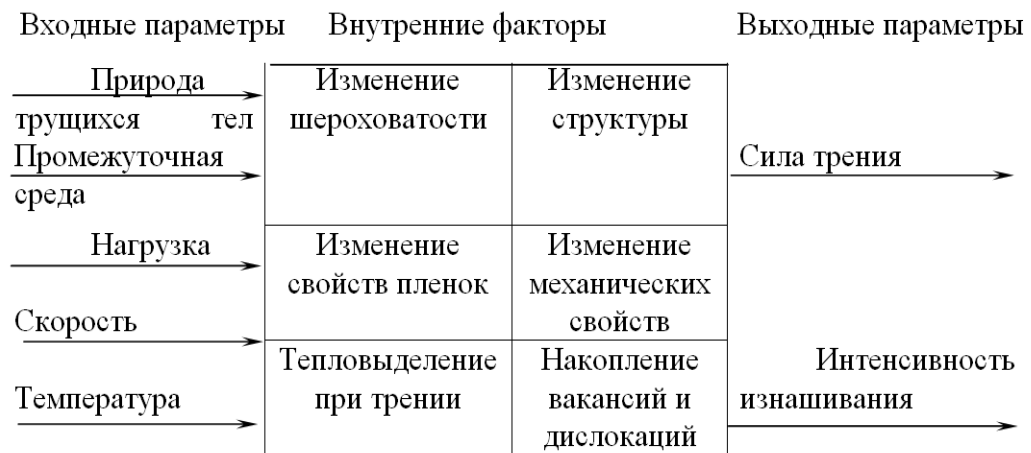 Входные параметры Внутренние факторы Выходные параметры
Природа
трущихся тел
Промежуточная
среда
Нагрузка
Скорость
Температура
Изменение
шероховатости
Изменение
структуры
Изменение
свойств пленок
Изменение
механических
свойств
Тепловыделение
при трении
Накопление
вакансий и
дислокаций
Сила трения
Интенсивность
изнашивания